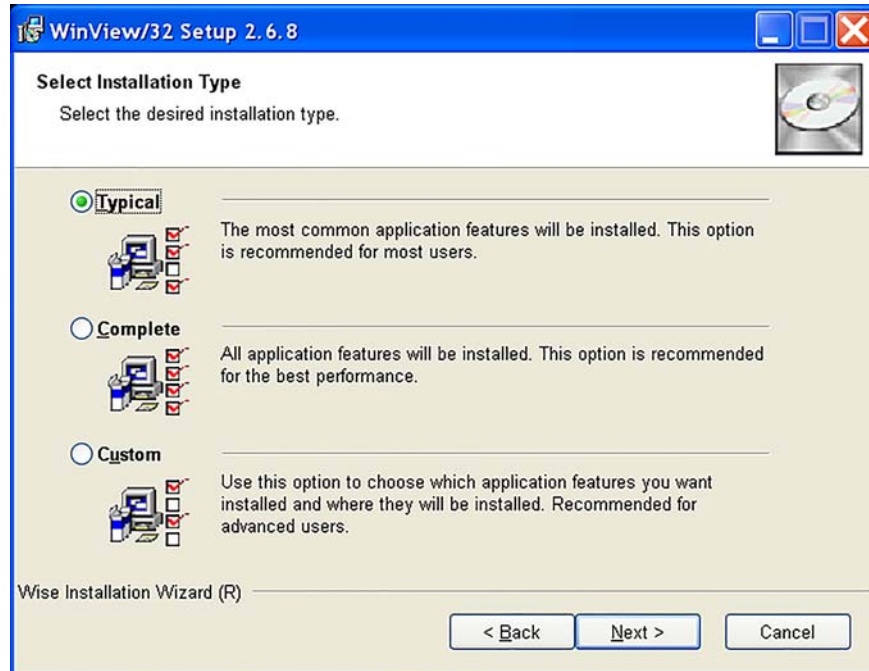 WinView/32 Setup 2.6.8
Select Installation Type
Select the desired installation type.
Typical
The most common application features will be installed. This option
is recommended for most users.
Complete
All application features will be installed. This option is recommended
for the best performance.
Custom
Use this option to choose which application features you want
installed and where they will be installed. Recommended for
advanced users.
Wise Installation Wizard (R)
< Back
Next >
Cancel